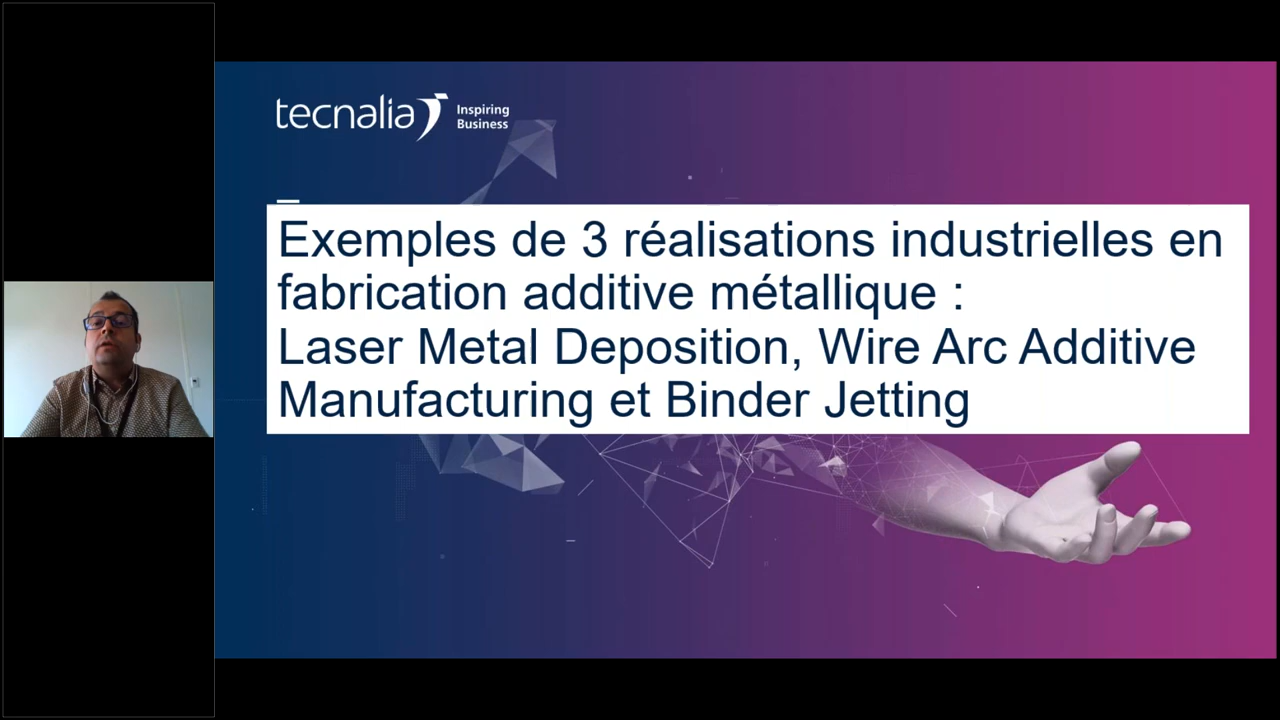 tecnalia Inspiring
Business
Exemples de 3 réalisations industrielles en
fabrication additive métallique :
Laser Metal Deposition, Wire Arc Additive
Manufacturing et Binder Jetting